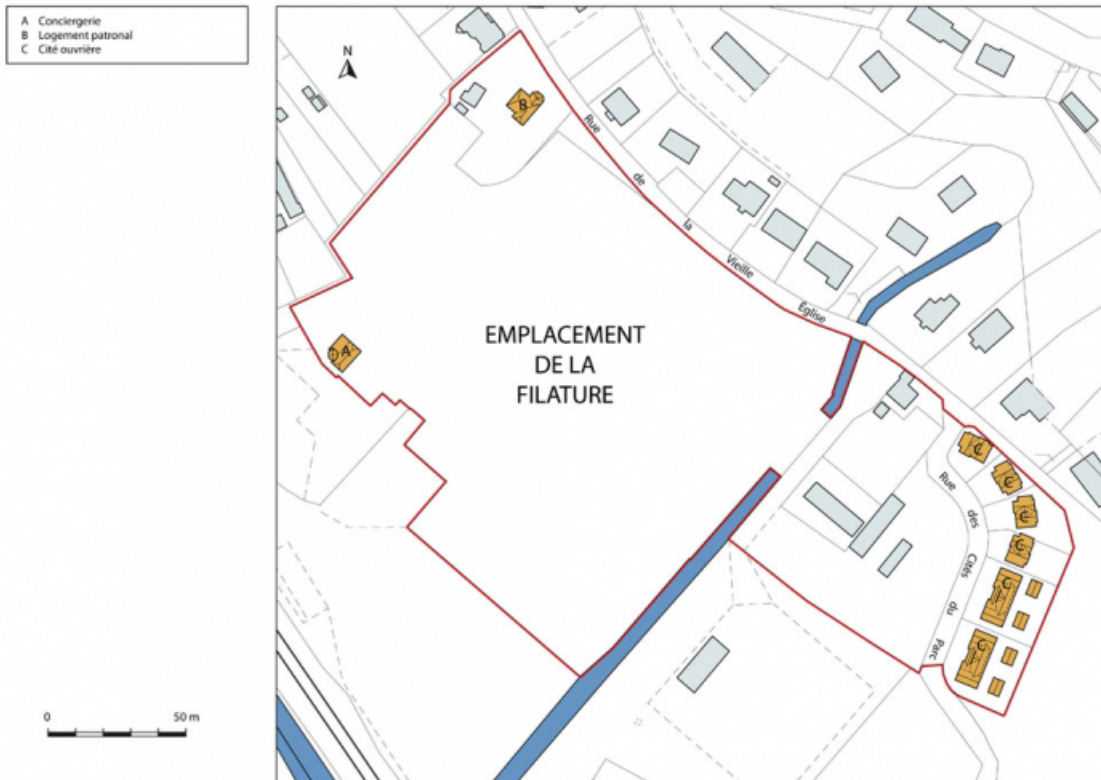 A Conciergerie
B Logement patronal
C Cité ouvrière
N
B
Rue de la Vieille Église
A
EMPLACEMENT
DE LA
FILATURE
C
C
C
C
C
C
Rue des Cités du Parc
0 50 m